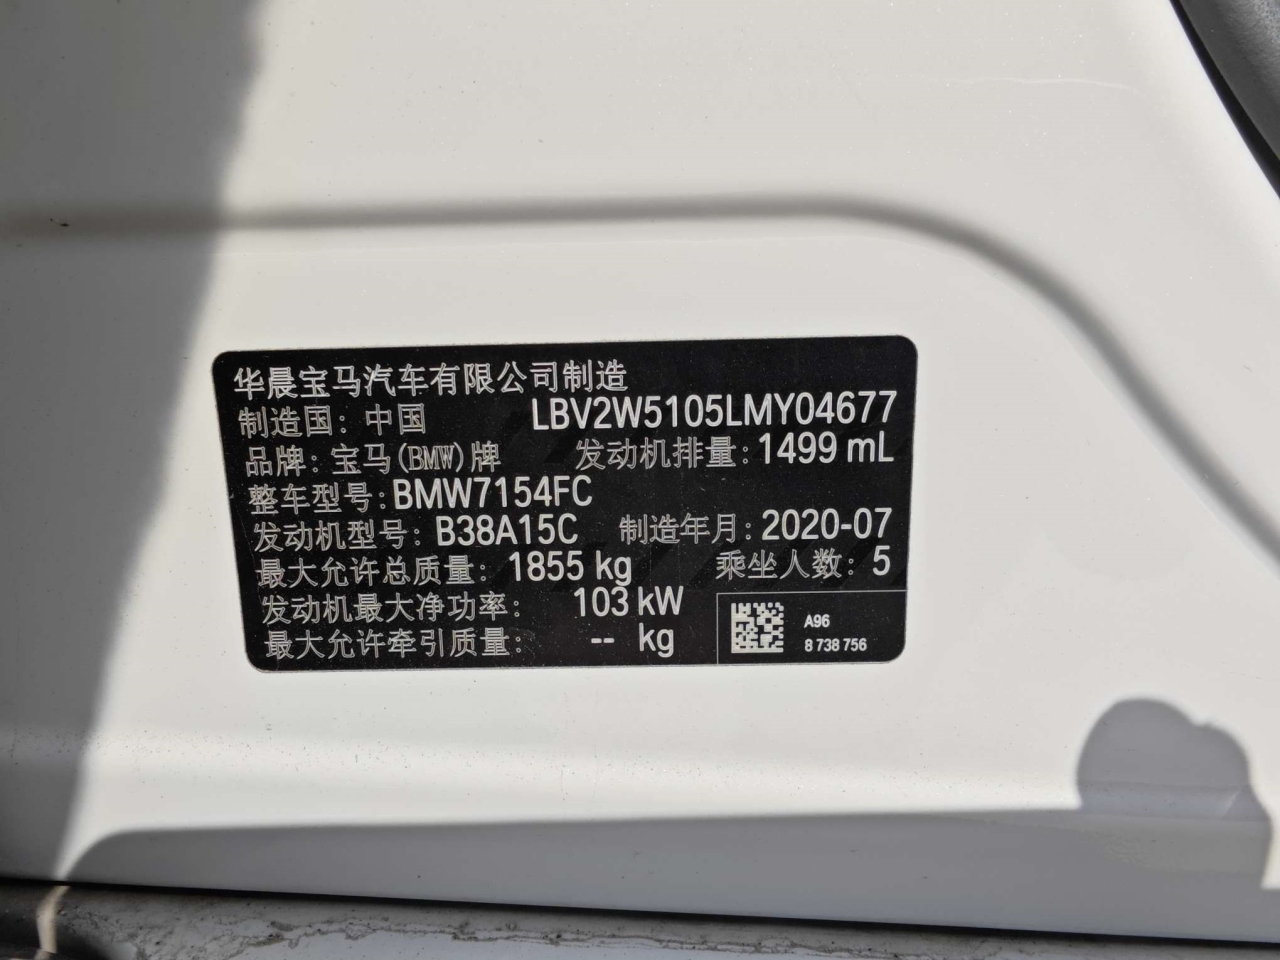 华晨宝马汽车有限公司制造
制造国：中国 LBV2W5105LMY04677
品牌：宝马(BMW)牌 发动机排量：1499 mL
整车型号：BMW7154FC
发动机型号：B38A15C 制造年月：2020-07
最大允许总质量：1855 kg 乘坐人数：5
发动机最大净功率：103 kW
最大允许牵引质量：-- kg
A96
8 738 756